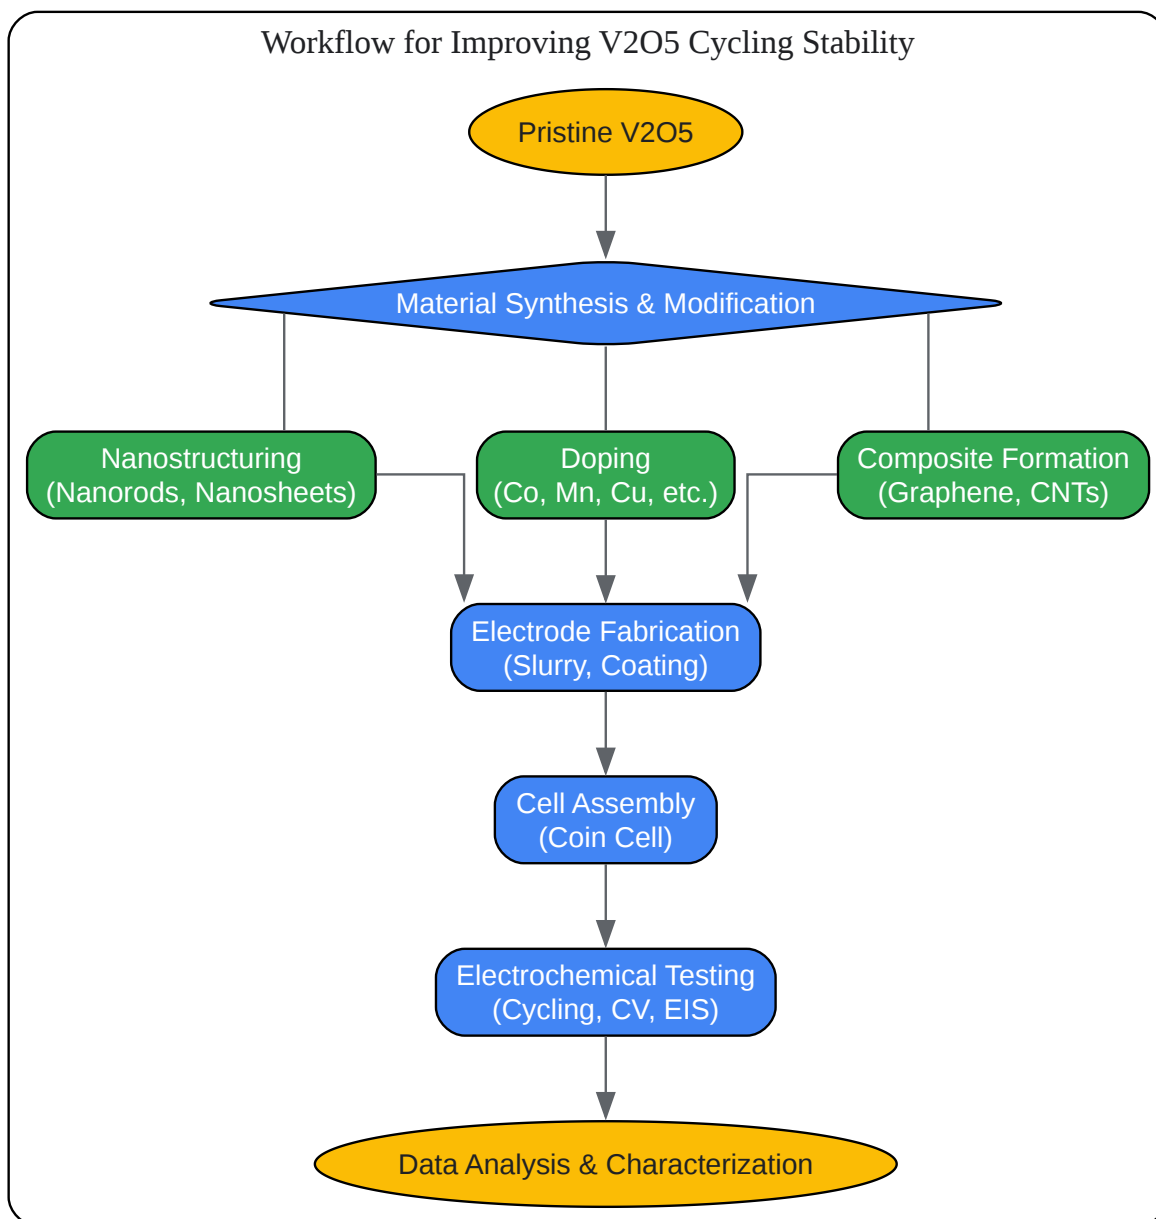 Workflow for Improving V2O5 Cycling Stability
Pristine V2O5
Material Synthesis & Modification
Nanostructuring
(Nanorods, Nanosheets)
Doping
(Co, Mn, Cu, etc.)
Composite Formation
(Graphene, CNTs)
Electrode Fabrication
(Slurry, Coating)
Cell Assembly
(Coin Cell)
Electrochemical Testing
(Cycling, CV, EIS)
Data Analysis & Characterization